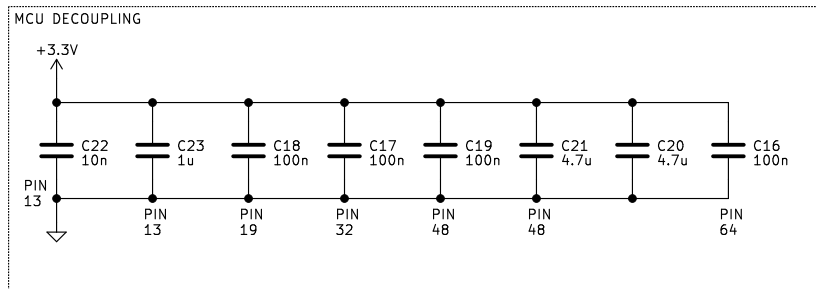 MCU DECOUPLING
+3.3V
C22
10n
C23
1u
C18
100n
C17
100n
C19
100n
C21
4.7u
C20
4.7u
C16
100n
PIN
13
PIN
13
PIN
19
PIN
32
PIN
48
PIN
48
PIN
64